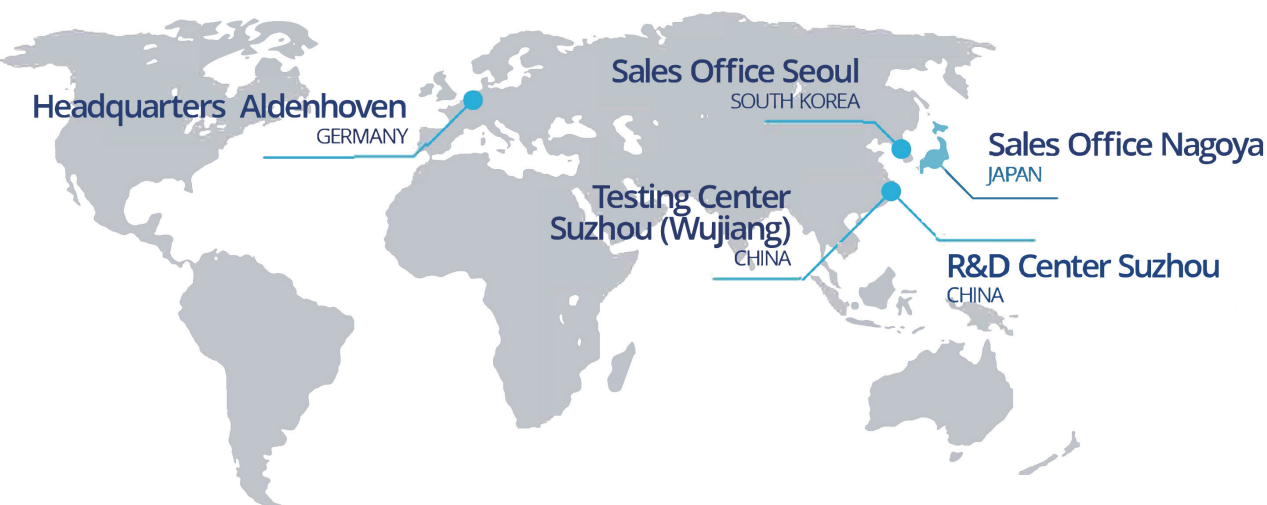 Sales Office Seoul
SOUTH KOREA
Headquarters Aldenhoven
GERMANY
Sales Office Nagoya
JAPAN
Testing Center
Suzhou (Wujiang)
CHINA
R&D Center Suzhou
CHINA